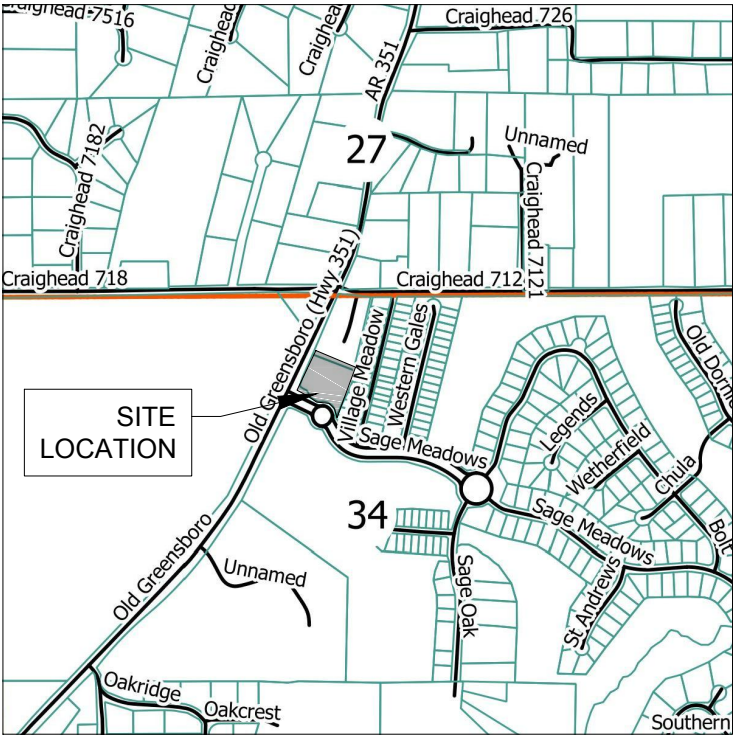 Craighead 7516
Craighead
Craighead
Craighead 726
AR 351
27
Unnamed
Craighead 7182
Craighead 7121
Craighead 718
Craighead 712
Old Greensboro (Hwy 351)
Village Meadow
Western Gales
Old Dorn
SITE
LOCATION
Sage Meadows
Legends
Wetherfield
Chula
34
Sage Meadows
Bolt
Old Greensboro
Unnamed
Sage Oak
St Andrews
Oakridge
Oakcrest
Southern